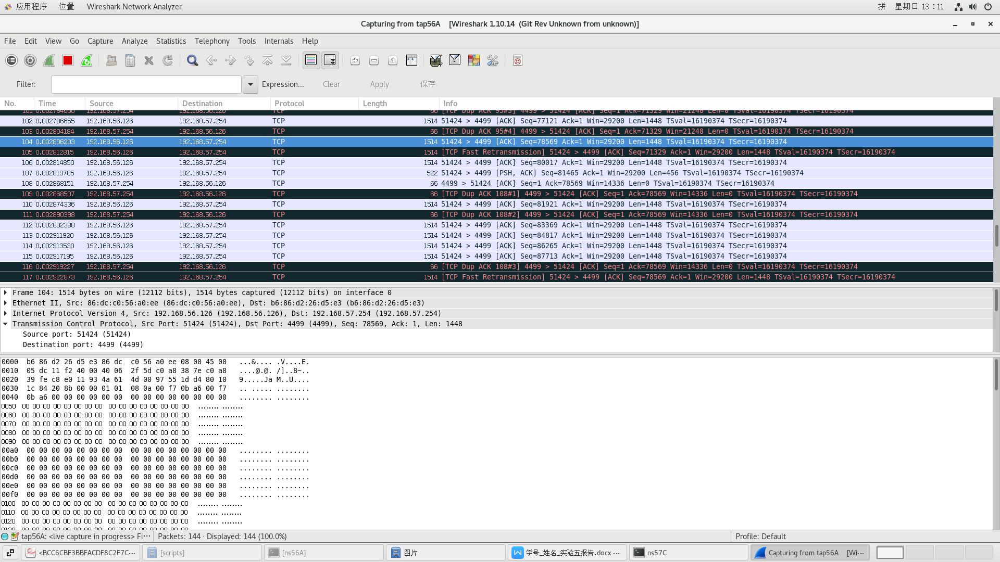 应用程序 位置 Wireshark Network Analyzer 拼 星期日 13:11
Capturing from tap56A [Wireshark 1.10.14 (Git Rev Unknown from unknown)]
File Edit View Go Capture Analyze Statistics Telephony Tools Internals Help
Filter: Expression... Clear Apply 保存
No. Time Source Destination Protocol Length Info
101 0.002784600 192.168.57.254 192.168.56.126 TCP 66 [TCP Dup ACK 95#3] 4499 > 51424 [ACK] Seq=1 Ack=71329 Win=21248 Len=0 TSval=16190374 TSecr=16190374
102 0.002786655 192.168.56.126 192.168.57.254 TCP 1514 51424 > 4499 [ACK] Seq=77121 Ack=1 Win=29200 Len=1448 TSval=16190374 TSecr=16190374
103 0.002804184 192.168.57.254 192.168.56.126 TCP 66 [TCP Dup ACK 95#4] 4499 > 51424 [ACK] Seq=1 Ack=71329 Win=21248 Len=0 TSval=16190374 TSecr=16190374
104 0.002806203 192.168.56.126 192.168.57.254 TCP 1514 51424 > 4499 [ACK] Seq=78569 Ack=1 Win=29200 Len=1448 TSval=16190374 TSecr=16190374
105 0.002812815 192.168.56.126 192.168.57.254 TCP 1514 [TCP Fast Retransmission] 51424 > 4499 [ACK] Seq=71329 Ack=1 Win=29200 Len=1448 TSval=16190374 TSecr=16190374
106 0.002814850 192.168.56.126 192.168.57.254 TCP 1514 51424 > 4499 [ACK] Seq=80017 Ack=1 Win=29200 Len=1448 TSval=16190374 TSecr=16190374
107 0.002819705 192.168.56.126 192.168.57.254 TCP 522 51424 > 4499 [PSH, ACK] Seq=81465 Ack=1 Win=29200 Len=456 TSval=16190374 TSecr=16190374
108 0.002868151 192.168.57.254 192.168.56.126 TCP 66 4499 > 51424 [ACK] Seq=1 Ack=78569 Win=14336 Len=0 TSval=16190374 TSecr=16190374
109 0.002868507 192.168.57.254 192.168.56.126 TCP 66 [TCP Dup ACK 108#1] 4499 > 51424 [ACK] Seq=1 Ack=78569 Win=14336 Len=0 TSval=16190374 TSecr=16190374
110 0.002874336 192.168.56.126 192.168.57.254 TCP 1514 51424 > 4499 [ACK] Seq=81921 Ack=1 Win=29200 Len=1448 TSval=16190374 TSecr=16190374
111 0.002890398 192.168.57.254 192.168.56.126 TCP 66 [TCP Dup ACK 108#2] 4499 > 51424 [ACK] Seq=1 Ack=78569 Win=14336 Len=0 TSval=16190374 TSecr=16190374
112 0.002892388 192.168.56.126 192.168.57.254 TCP 1514 51424 > 4499 [ACK] Seq=83369 Ack=1 Win=29200 Len=1448 TSval=16190374 TSecr=16190374
113 0.002911920 192.168.56.126 192.168.57.254 TCP 1514 51424 > 4499 [ACK] Seq=84817 Ack=1 Win=29200 Len=1448 TSval=16190374 TSecr=16190374
114 0.002913530 192.168.56.126 192.168.57.254 TCP 1514 51424 > 4499 [ACK] Seq=86265 Ack=1 Win=29200 Len=1448 TSval=16190374 TSecr=16190374
115 0.002917195 192.168.56.126 192.168.57.254 TCP 1514 51424 > 4499 [ACK] Seq=87713 Ack=1 Win=29200 Len=1448 TSval=16190374 TSecr=16190374
116 0.002919227 192.168.57.254 192.168.56.126 TCP 66 [TCP Dup ACK 108#3] 4499 > 51424 [ACK] Seq=1 Ack=78569 Win=14336 Len=0 TSval=16190374 TSecr=16190374
117 0.002922873 192.168.56.126 192.168.57.254 TCP 1514 [TCP Fast Retransmission] 51424 > 4499 [ACK] Seq=78569 Ack=1 Win=29200 Len=1448 TSval=16190374 TSecr=16190374
Frame 104: 1514 bytes on wire (12112 bits), 1514 bytes captured (12112 bits) on interface 0
Ethernet II, Src: 86:dc:c0:56:a0:ee (86:dc:c0:56:a0:ee), Dst: b6:86:d2:26:d5:e3 (b6:86:d2:26:d5:e3)
Internet Protocol Version 4, Src: 192.168.56.126 (192.168.56.126), Dst: 192.168.57.254 (192.168.57.254)
Transmission Control Protocol, Src Port: 51424 (51424), Dst Port: 4499 (4499), Seq: 78569, Ack: 1, Len: 1448
Source port: 51424 (51424)
Destination port: 4499 (4499)
0000 b6 86 d2 26 d5 e3 86 dc c0 56 a0 ee 08 00 45 00 ...&.... .V....E.
0010 05 dc 11 f2 40 00 40 06 2f 5d c0 a8 38 7e c0 a8 ....@.@. /]..8~..
0020 39 fe c8 e0 11 93 4a 61 4d 00 97 55 1d d4 80 10 9.....Ja M..U....
0030 1c 84 20 8b 00 00 01 01 08 0a 00 f7 0b a6 00 f7 .. ..... ........
0040 0b a6 00 00 00 00 00 00 00 00 00 00 00 00 00 00 ........ ........
0050 00 00 00 00 00 00 00 00 00 00 00 00 00 00 00 00 ........ ........
0060 00 00 00 00 00 00 00 00 00 00 00 00 00 00 00 00 ........ ........
0070 00 00 00 00 00 00 00 00 00 00 00 00 00 00 00 00 ........ ........
0080 00 00 00 00 00 00 00 00 00 00 00 00 00 00 00 00 ........ ........
0090 00 00 00 00 00 00 00 00 00 00 00 00 00 00 00 00 ........ ........
00a0 00 00 00 00 00 00 00 00 00 00 00 00 00 00 00 00 ........ ........
00b0 00 00 00 00 00 00 00 00 00 00 00 00 00 00 00 00 ........ ........
00c0 00 00 00 00 00 00 00 00 00 00 00 00 00 00 00 00 ........ ........
00d0 00 00 00 00 00 00 00 00 00 00 00 00 00 00 00 00 ........ ........
00e0 00 00 00 00 00 00 00 00 00 00 00 00 00 00 00 00 ........ ........
00f0 00 00 00 00 00 00 00 00 00 00 00 00 00 00 00 00 ........ ........
0100 00 00 00 00 00 00 00 00 00 00 00 00 00 00 00 00 ........ ........
0110 00 00 00 00 00 00 00 00 00 00 00 00 00 00 00 00 ........ ........
0120 00 00 00 00 00 00 00 00 00 00 00 00 00 00 00 00 ........ ........
tap56A: <live capture in progress> Fi··· Packets: 144 · Displayed: 144 (100.0%) Profile: Default
<BCC6CBE3BBFACDF8C2E7C··· [scripts] [ns56A] 图片 学号_姓名_实验五报告.docx ··· ns57C Capturing from tap56A [Wi···